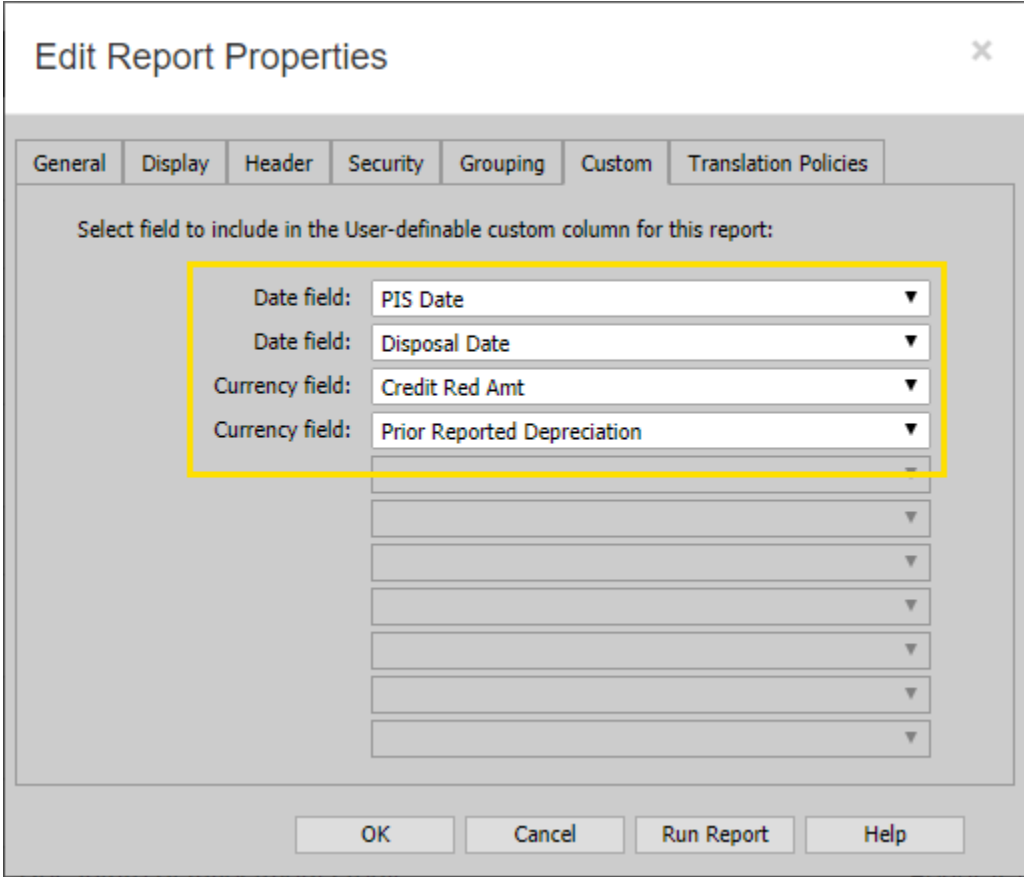 Edit Report Properties
×
General Display Header Security Grouping Custom Translation Policies
Select field to include in the User-definable custom column for this report:
Date field: PIS Date
Date field: Disposal Date
Currency field: Credit Red Amt
Currency field: Prior Reported Depreciation
OK Cancel Run Report Help